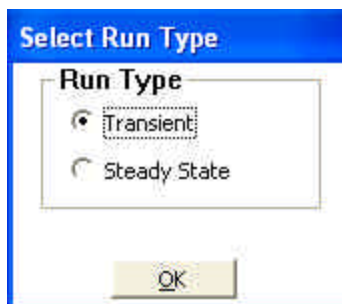 Select Run Type
Run Type
Transient
Steady State
OK